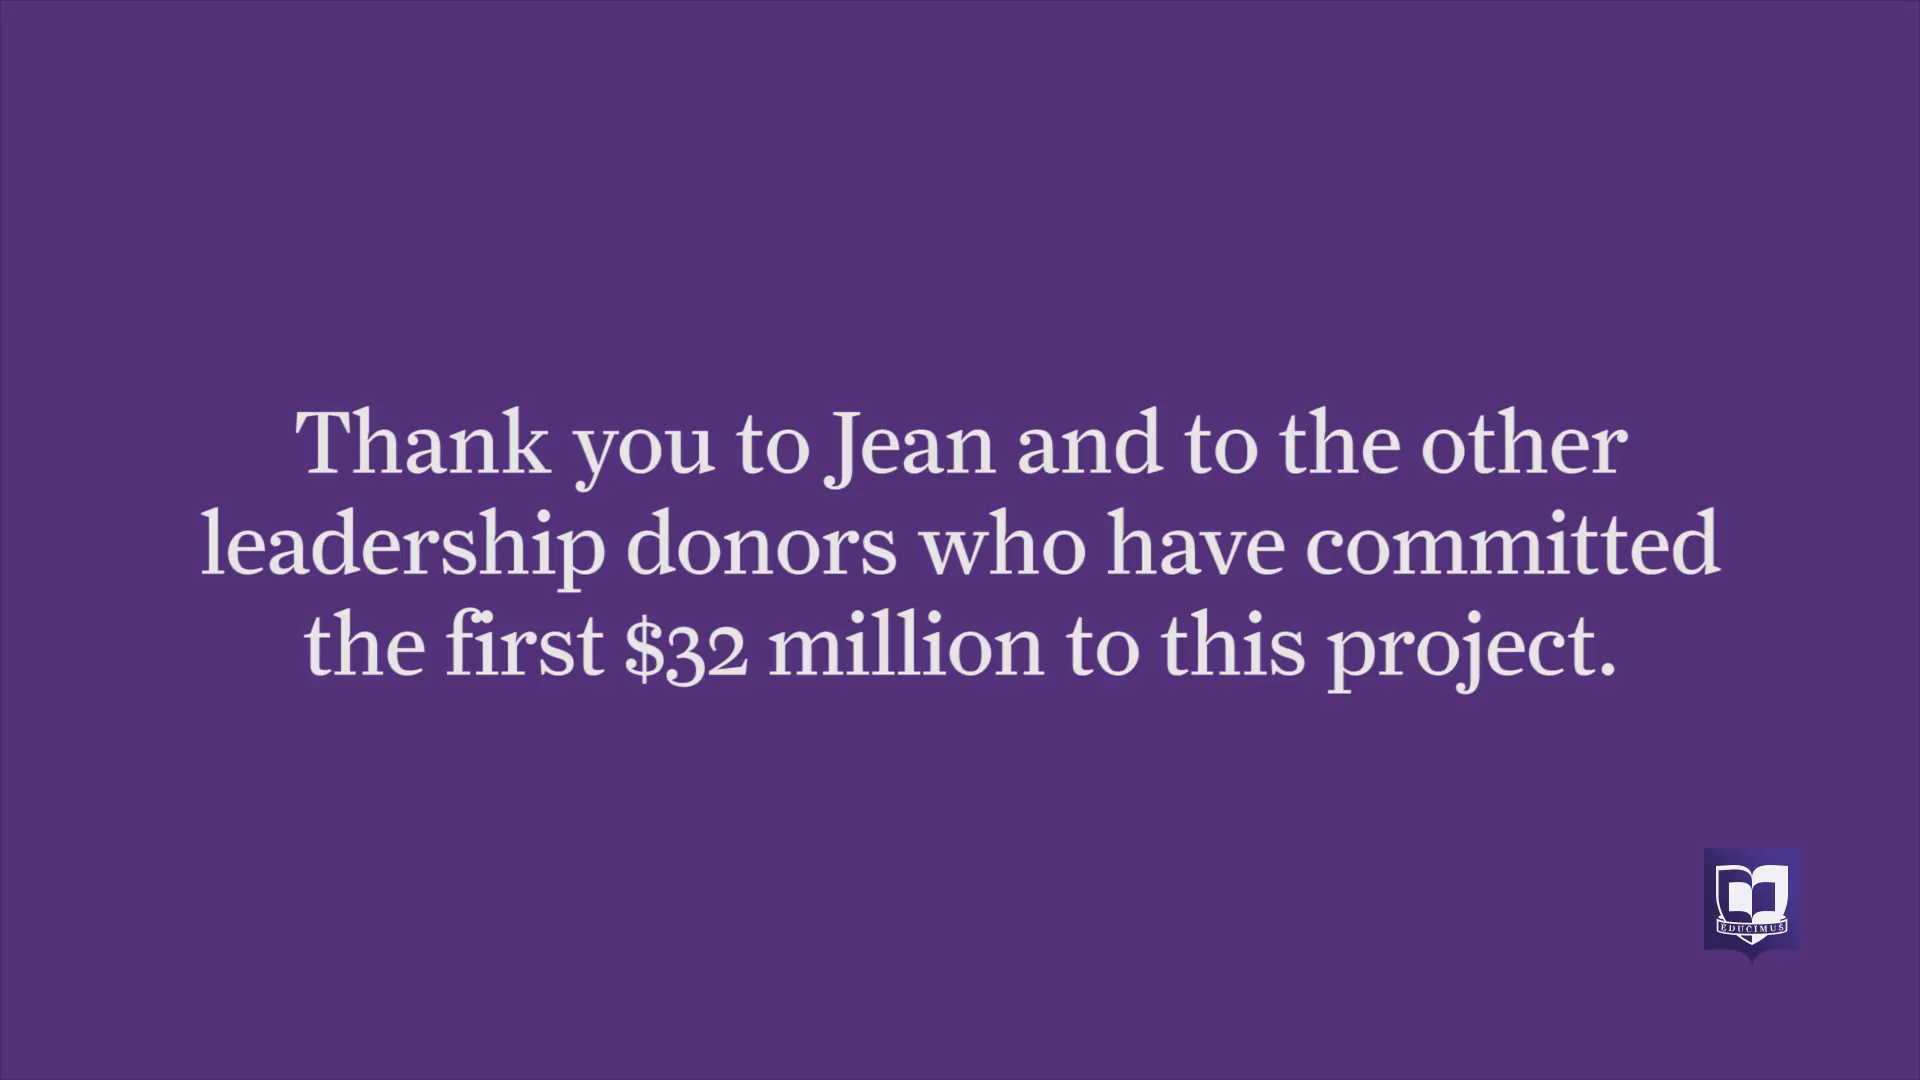 Thank you to Jean and to the other
leadership donors who have committed
the first $32 million to this project.
EDUCIMUS